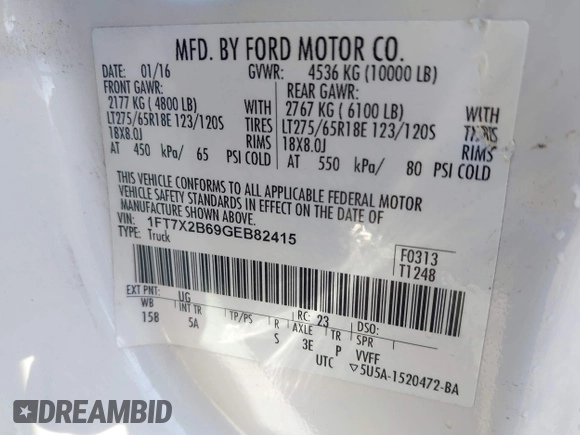 MFD. BY FORD MOTOR CO.
DATE: 01/16 GVWR: 4536 KG (10000 LB)
FRONT GAWR: REAR GAWR:
2177 KG ( 4800 LB) WITH 2767 KG ( 6100 LB) WITH
LT275/65R18E 123/120S TIRES LT275/65R18E 123/120S
18X8.0J RIMS 18X8.0J RIMS
AT 450 kPa/ 65 PSI COLD AT 550 kPa/ 80 PSI COLD
THIS VEHICLE CONFORMS TO ALL APPLICABLE FEDERAL MOTOR
VEHICLE SAFETY STANDARDS IN EFFECT ON THE DATE OF
MANUFACTURE SHOWN ABOVE.
VIN: 1FT7X2B69GEB82415
TYPE: Truck
F0313
T1248
EXT PNT: UG RC: 23 DSO:
WB INT TR TP/PS R AXLE TR SPR
158 5A S 3E P VVFF
UTC ▽5U5A-1520472-BA
DREAMBID